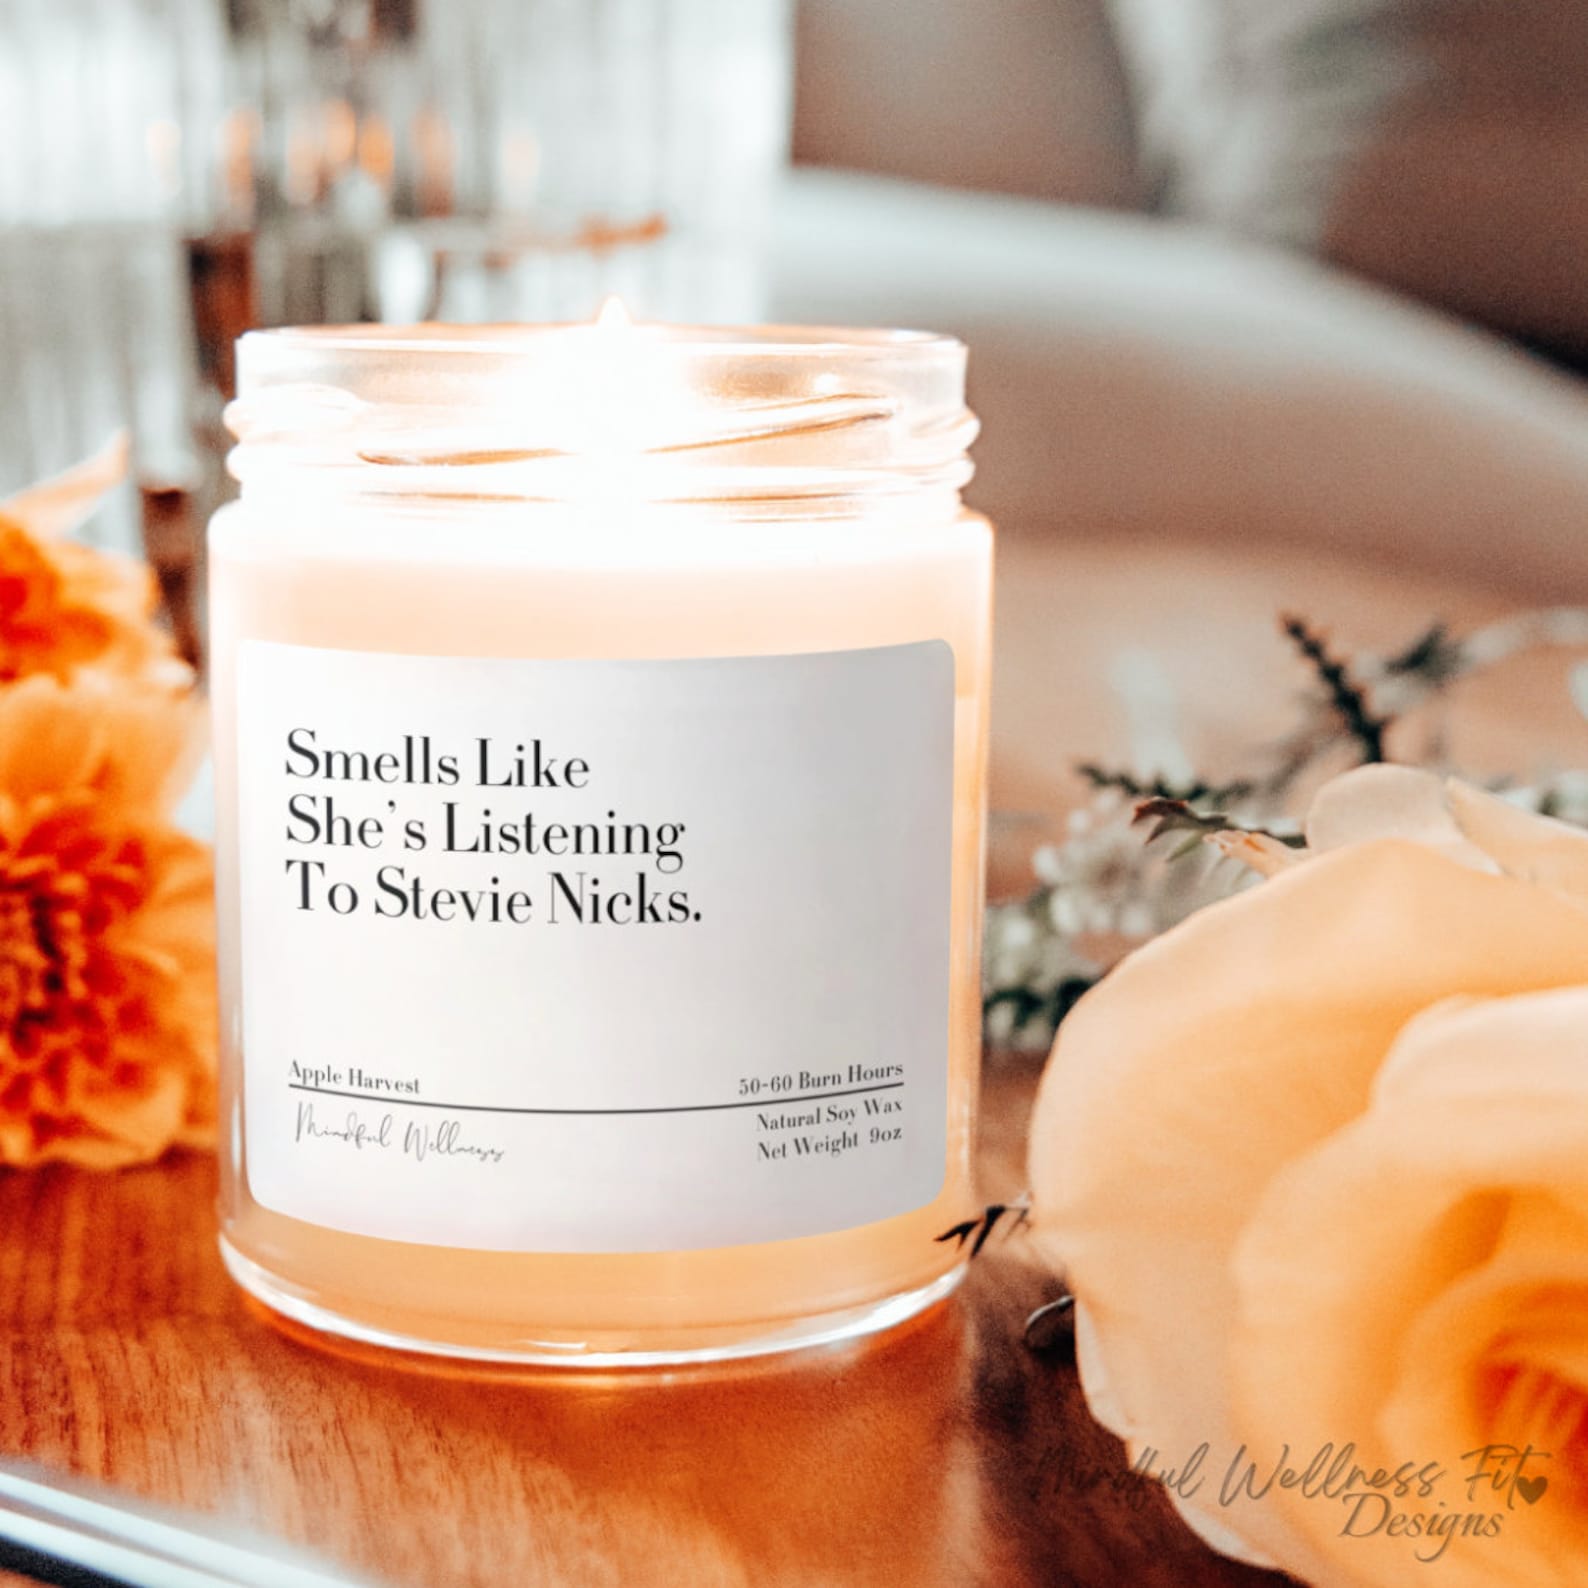 Smells Like
She's Listening
To Stevie Nicks.
Apple Harvest
50-60 Burn Hours
Mindful Wellness
Natural Soy Wax
Net Weight 9oz
Mindful Wellness Fit
Designs